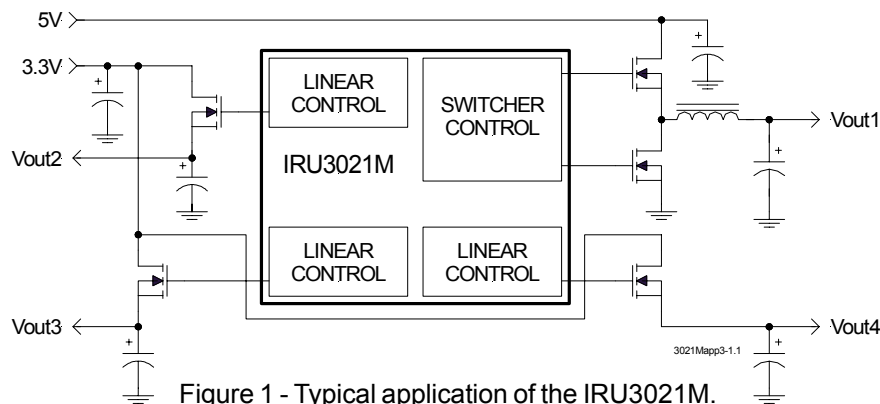 5V
3.3V
LINEAR
CONTROL
SWITCHER
CONTROL
Vout1
Vout2
IRU3021M
LINEAR
CONTROL
LINEAR
CONTROL
Vout3
Vout4
3021Mapp3-1.1
Figure 1 - Typical application of the IRU3021M.